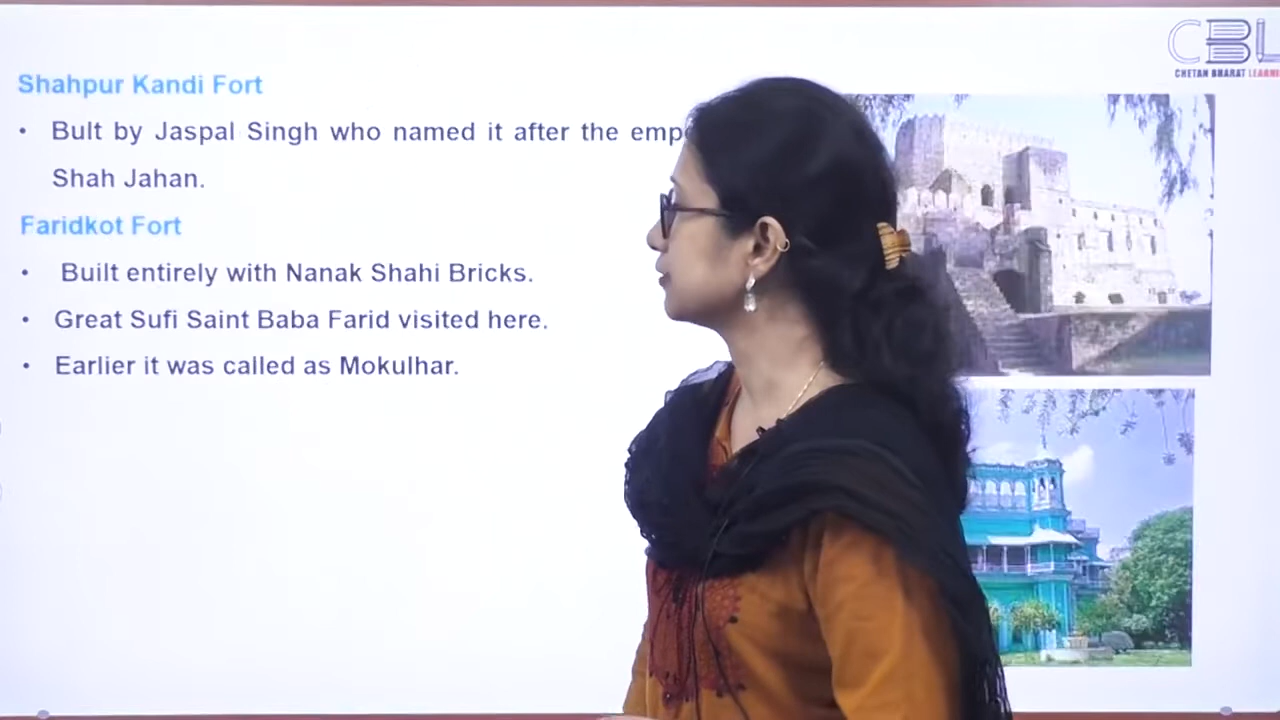 CBL
CHETAN BHARAT LEARNI
Shahpur Kandi Fort
• Bult by Jaspal Singh who named it after the emp
Shah Jahan.
Faridkot Fort
• Built entirely with Nanak Shahi Bricks.
• Great Sufi Saint Baba Farid visited here.
• Earlier it was called as Mokulhar.